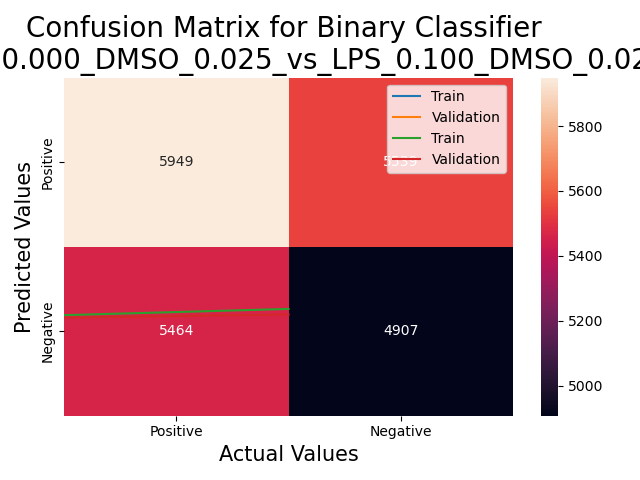 Confusion Matrix for Binary Classifier
0.000_DMSO_0.025_vs_LPS_0.100_DMSO_0.02
Train
Validation
Train
Validation
5949
5464
4907
Positive
Negative
Predicted Values
Positive
Negative
Actual Values
5800
5600
5400
5200
5000